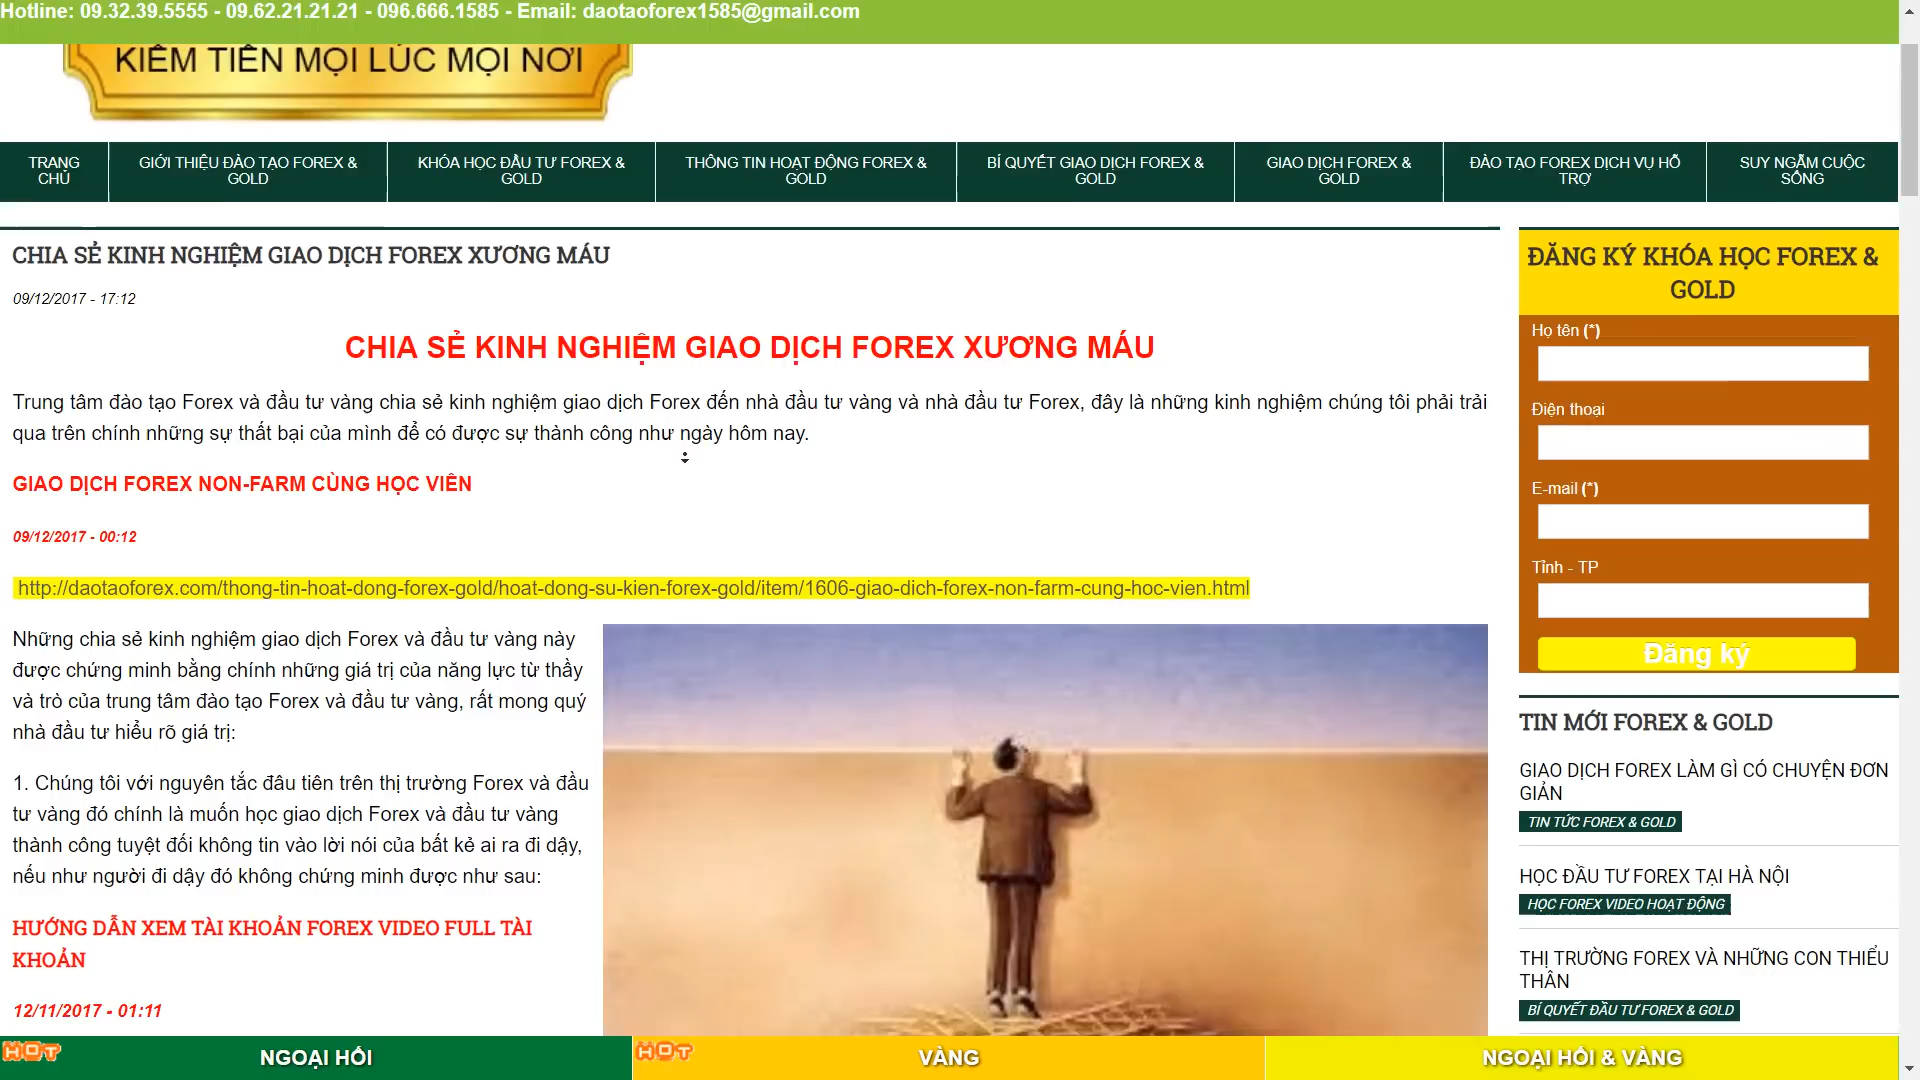 Hotline: 09.32.39.5555 - 09.62.21.21.21 - 096.666.1585 - Email: daotaoforex1585@gmail.com
KIẾM TIỀN MỌI LÚC MỌI NƠI
TRANG CHỦ
GIỚI THIỆU ĐÀO TẠO FOREX & GOLD
KHÓA HỌC ĐẦU TƯ FOREX & GOLD
THÔNG TIN HOẠT ĐỘNG FOREX & GOLD
BÍ QUYẾT GIAO DỊCH FOREX & GOLD
GIAO DỊCH FOREX & GOLD
ĐÀO TẠO FOREX DỊCH VỤ HỖ TRỢ
SUY NGẪM CUỘC SỐNG
CHIA SẺ KINH NGHIỆM GIAO DỊCH FOREX XƯƠNG MÁU
09/12/2017 - 17:12
CHIA SẺ KINH NGHIỆM GIAO DỊCH FOREX XƯƠNG MÁU
Trung tâm đào tạo Forex và đầu tư vàng chia sẻ kinh nghiệm giao dịch Forex đến nhà đầu tư vàng và nhà đầu tư Forex, đây là những kinh nghiệm chúng tôi phải trải
qua trên chính những sự thất bại của mình để có được sự thành công như ngày hôm nay.
GIAO DỊCH FOREX NON-FARM CÙNG HỌC VIÊN
09/12/2017 - 00:12
http://daotaoforex.com/thong-tin-hoat-dong-forex-gold/hoat-dong-su-kien-forex-gold/item/1606-giao-dich-forex-non-farm-cung-hoc-vien.html
Những chia sẻ kinh nghiệm giao dịch Forex và đầu tư vàng này
được chứng minh bằng chính những giá trị của năng lực từ thầy
và trò của trung tâm đào tạo Forex và đầu tư vàng, rất mong quý
nhà đầu tư hiểu rõ giá trị:
1. Chúng tôi với nguyên tắc đâu tiên trên thị trường Forex và đầu
tư vàng đó chính là muốn học giao dịch Forex và đầu tư vàng
thành công tuyệt đối không tin vào lời nói của bất kẻ ai ra đi dậy,
nếu như người đi dậy đó không chứng minh được như sau:
HƯỚNG DẪN XEM TÀI KHOẢN FOREX VIDEO FULL TÀI
KHOẢN
12/11/2017 - 01:11
ĐĂNG KÝ KHÓA HỌC FOREX &
GOLD
Họ tên (*)
Điện thoại
E-mail (*)
Tỉnh - TP
Đăng ký
TIN MỚI FOREX & GOLD
GIAO DỊCH FOREX LÀM GÌ CÓ CHUYỆN ĐƠN
GIẢN
TIN TỨC FOREX & GOLD
HỌC ĐẦU TƯ FOREX TẠI HÀ NỘI
HỌC FOREX VIDEO HOẠT ĐỘNG
THỊ TRƯỜNG FOREX VÀ NHỮNG CON THIỂU
THÂN
BÍ QUYẾT ĐẦU TƯ FOREX & GOLD
HOT
NGOẠI HỐI
HOT
VÀNG
NGOẠI HỐI & VÀNG